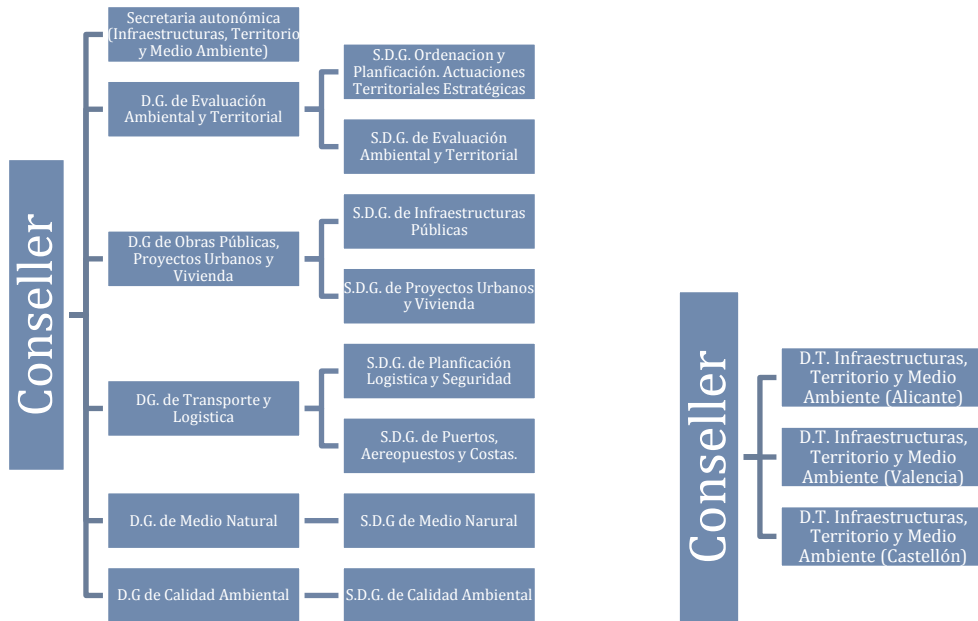 Conseller
Secretaria autonómica
(Infraestructuras, Territorio
y Medio Ambiente)
D.G. de Evaluación
Ambiental y Territorial
S.D.G. Ordenacion y
Planficación. Actuaciones
Territoriales Estratégicas
S.D.G. de Evaluación
Ambiental y Territorial
D.G de Obras Públicas,
Proyectos Urbanos y
Vivienda
S.D.G. de Infraestructuras
Públicas
S.D.G. de Proyectos Urbanos
y Vivienda
DG. de Transporte y
Logistica
S.D.G. de Planficación
Logistica y Seguridad
S.D.G. de Puertos,
Aereopuestos y Costas.
D.G. de Medio Natural
S.D.G de Medio Narural
D.G de Calidad Ambiental
S.D.G. de Calidad Ambiental
Conseller
D.T. Infraestructuras,
Territorio y Medio
Ambiente (Alicante)
D.T. Infraestructuras,
Territorio y Medio
Ambiente (Valencia)
D.T. Infraestructuras,
Territorio y Medio
Ambiente (Castellón)